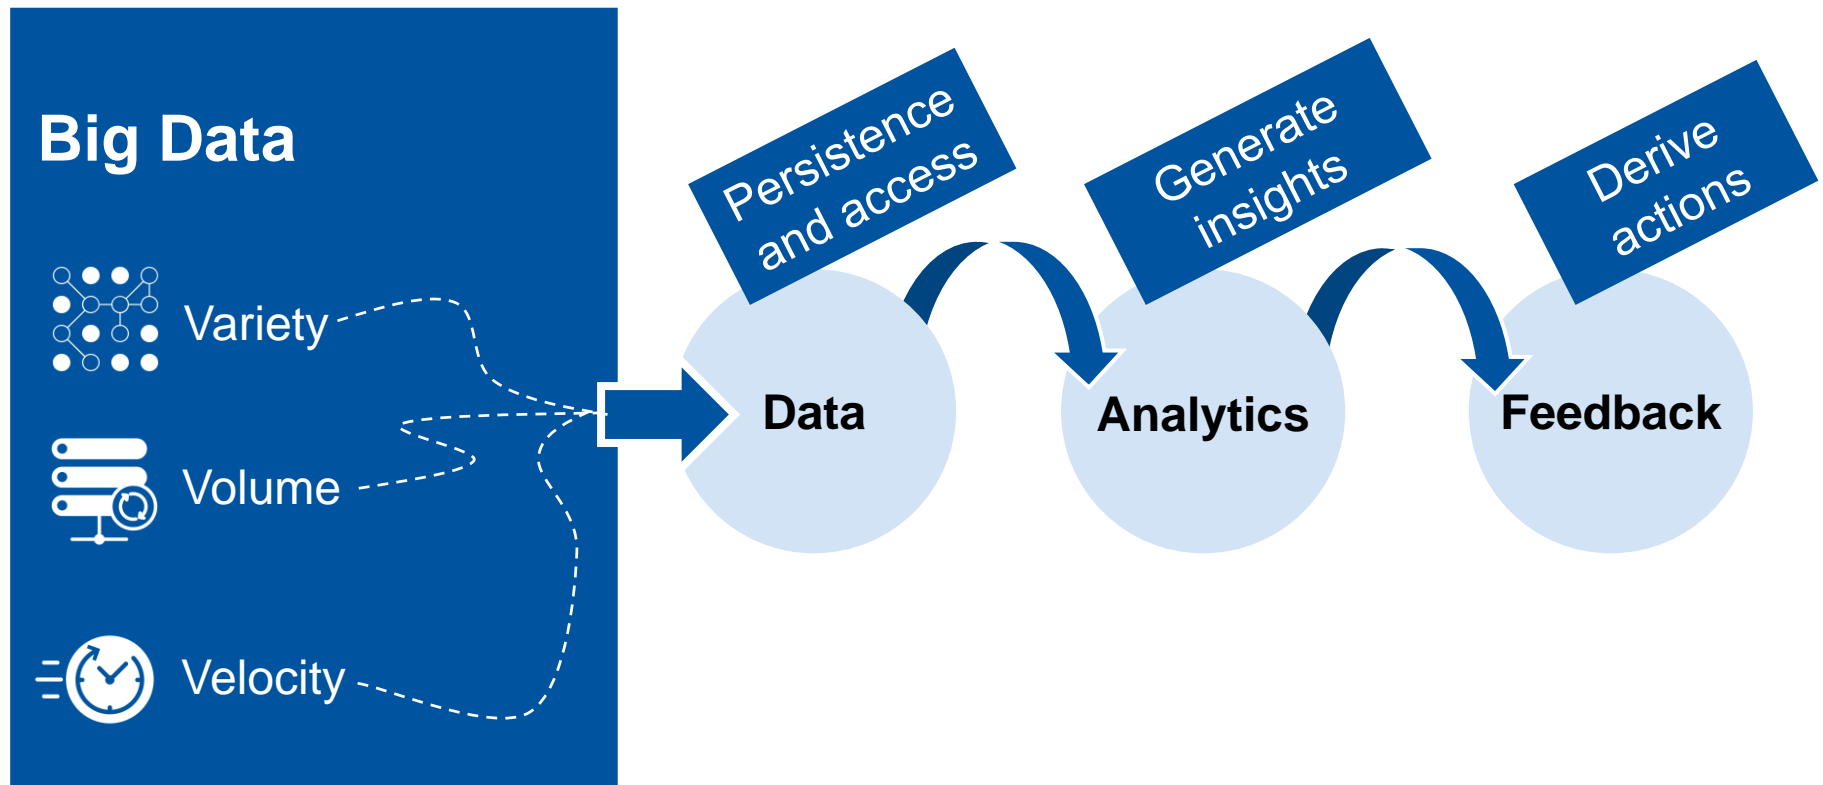 Big Data
Variety
Volume
Velocity
Persistence
and access
Data
Generate
insights
Analytics
Derive
actions
Feedback